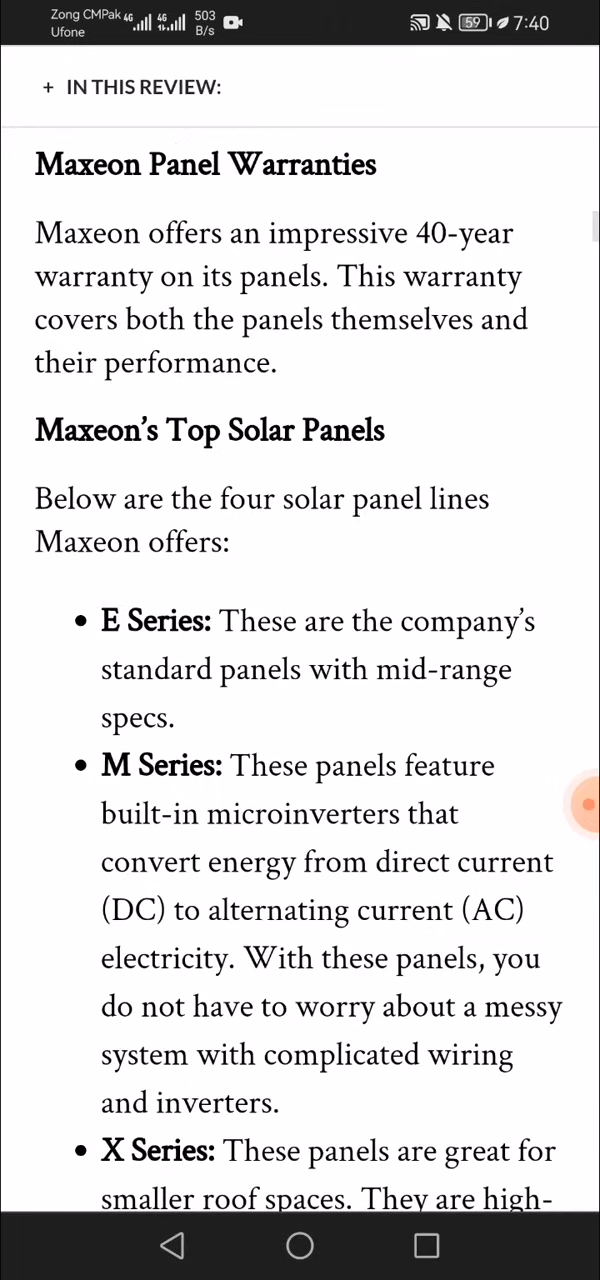 Zong CMPak 4G 4G 503 59 7:40
Ufone B/s
+ IN THIS REVIEW:
Maxeon Panel Warranties
Maxeon offers an impressive 40-year
warranty on its panels. This warranty
covers both the panels themselves and
their performance.
Maxeon’s Top Solar Panels
Below are the four solar panel lines
Maxeon offers:
• E Series: These are the company’s
standard panels with mid-range
specs.
• M Series: These panels feature
built-in microinverters that
convert energy from direct current
(DC) to alternating current (AC)
electricity. With these panels, you
do not have to worry about a messy
system with complicated wiring
and inverters.
• X Series: These panels are great for
smaller roof spaces. They are high-